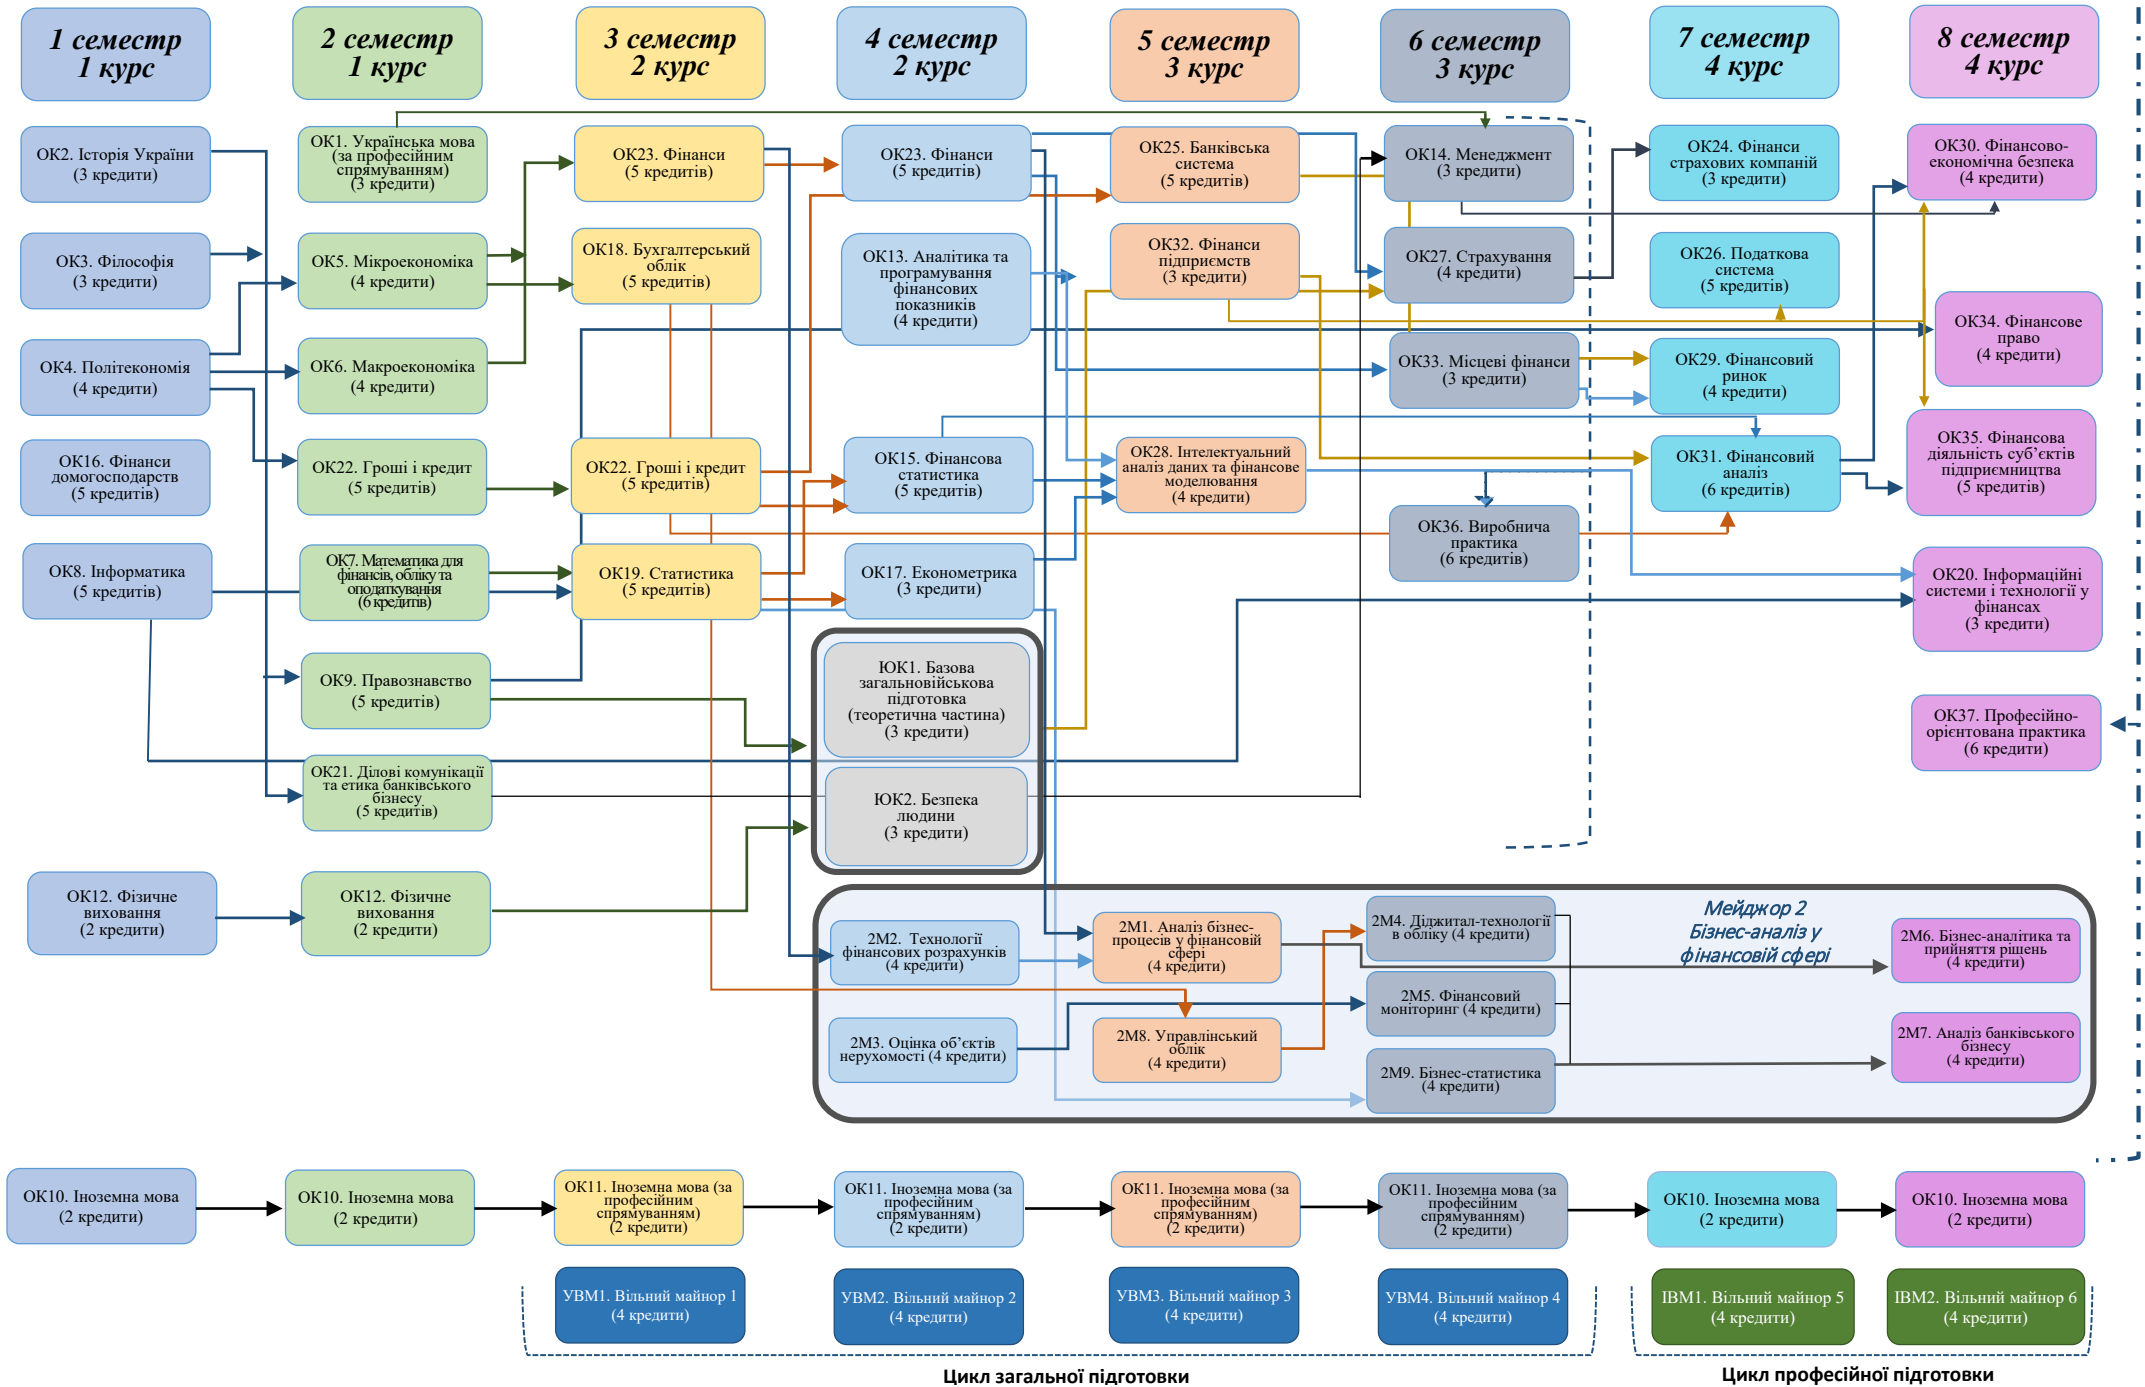 1 семестр
1 курс
2 семестр
1 курс
3 семестр
2 курс
4 семестр
2 курс
5 семестр
3 курс
6 семестр
3 курс
7 семестр
4 курс
8 семестр
4 курс
ОК2. Історія України
(3 кредити)
ОК3. Філософія
(3 кредити)
ОК4. Політекономія
(4 кредити)
ОК16. Фінанси
домогосподарств
(5 кредитів)
ОК8. Інформатика
(5 кредитів)
ОК12. Фізичне
виховання
(2 кредити)
ОК1. Українська мова
(за професійним
спрямуванням)
(3 кредити)
ОК5. Мікроекономіка
(4 кредити)
ОК6. Макроекономіка
(4 кредити)
ОК22. Гроші і кредит
(5 кредитів)
ОК7. Математика для
фінансів, обліку та
оподаткування
(6 кредитів)
ОК9. Правознавство
(5 кредитів)
ОК21. Ділові комунікації
та етика банківського
бізнесу
(5 кредитів)
ОК12. Фізичне
виховання
(2 кредити)
ОК23. Фінанси
(5 кредитів)
ОК18. Бухгалтерський
облік
(5 кредитів)
ОК22. Гроші і кредит
(5 кредитів)
ОК19. Статистика
(5 кредитів)
ОК23. Фінанси
(5 кредитів)
ОК13. Аналітика та
програмування
фінансових
показників
(4 кредити)
ОК15. Фінансова
статистика
(5 кредитів)
ОК17. Економетрика
(3 кредити)
ЮК1. Базова
загальновійськова
підготовка
(теоретична частина)
(3 кредити)
ЮК2. Безпека
людини
(3 кредити)
ОК25. Банківська
система
(5 кредитів)
ОК32. Фінанси
підприємств
(3 кредити)
ОК28. Інтелектуальний
аналіз даних та фінансове
моделювання
(4 кредити)
ОК14. Менеджмент
(3 кредити)
ОК27. Страхування
(4 кредити)
ОК33. Місцеві фінанси
(3 кредити)
ОК36. Виробнича
практика
(6 кредитів)
ОК24. Фінанси
страхових компаній
(3 кредити)
ОК26. Податкова
система
(5 кредитів)
ОК29. Фінансовий
ринок
(4 кредити)
ОК31. Фінансовий
аналіз
(6 кредитів)
ОК30. Фінансово-
економічна безпека
(4 кредити)
ОК34. Фінансове
право
(4 кредити)
ОК35. Фінансова
діяльність суб’єктів
підприємництва
(5 кредитів)
ОК20. Інформаційні
системи і технології у
фінансах
(3 кредити)
ОК37. Професійно-
орієнтована практика
(6 кредити)
Мейджор 2
Бізнес-аналіз у
фінансовій сфері
2М2. Технології
фінансових розрахунків
(4 кредити)
2М3. Оцінка об’єктів
нерухомості (4 кредити)
2М1. Аналіз бізнес-
процесів у фінансовій
сфері
(4 кредити)
2М8. Управлінський
облік
(4 кредити)
2М4. Діджитал-технології
в обліку (4 кредити)
2М5. Фінансовий
моніторинг (4 кредити)
2М9. Бізнес-статистика
(4 кредити)
2М6. Бізнес-аналітика та
прийняття рішень
(4 кредити)
2М7. Аналіз банківського
бізнесу
(4 кредити)
ОК10. Іноземна мова
(2 кредити)
ОК10. Іноземна мова
(2 кредити)
ОК11. Іноземна мова (за
професійним
спрямуванням)
(2 кредити)
ОК11. Іноземна мова (за
професійним
спрямуванням)
(2 кредити)
ОК11. Іноземна мова (за
професійним
спрямуванням)
(2 кредити)
ОК11. Іноземна мова (за
професійним
спрямуванням)
(2 кредити)
ОК10. Іноземна мова
(2 кредити)
ОК10. Іноземна мова
(2 кредити)
УВМ1. Вільний майнор 1
(4 кредити)
УВМ2. Вільний майнор 2
(4 кредити)
УВМ3. Вільний майнор 3
(4 кредити)
УВМ4. Вільний майнор 4
(4 кредити)
ІВМ1. Вільний майнор 5
(4 кредити)
ІВМ2. Вільний майнор 6
(4 кредити)
Цикл загальної підготовки
Цикл професійної підготовки